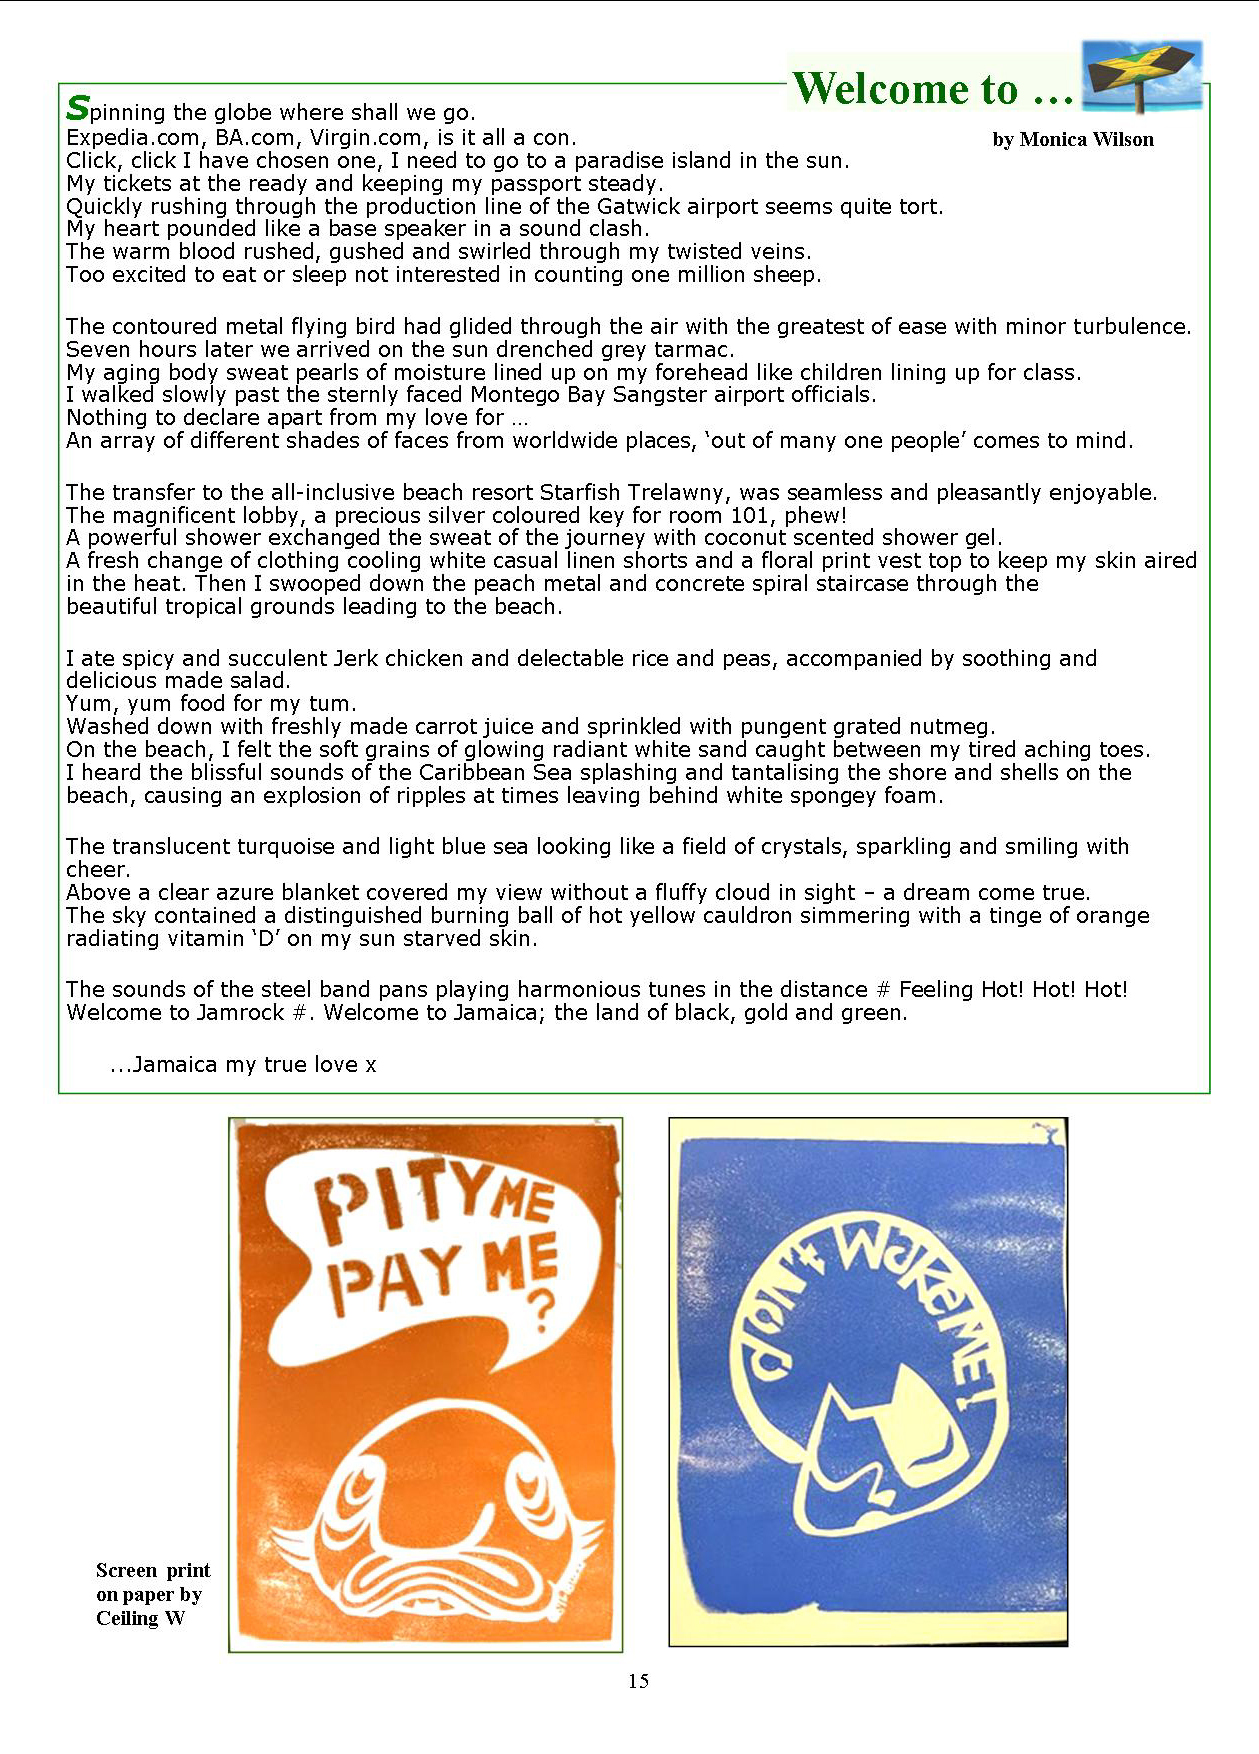 Welcome to …
by Monica Wilson
Spinning the globe where shall we go.
Expedia.com, BA.com, Virgin.com, is it all a con.
Click, click I have chosen one, I need to go to a paradise island in the sun.
My tickets at the ready and keeping my passport steady.
Quickly rushing through the production line of the Gatwick airport seems quite tort.
My heart pounded like a base speaker in a sound clash.
The warm blood rushed, gushed and swirled through my twisted veins.
Too excited to eat or sleep not interested in counting one million sheep.
The contoured metal flying bird had glided through the air with the greatest of ease with minor turbulence.
Seven hours later we arrived on the sun drenched grey tarmac.
My aging body sweat pearls of moisture lined up on my forehead like children lining up for class.
I walked slowly past the sternly faced Montego Bay Sangster airport officials.
Nothing to declare apart from my love for …
An array of different shades of faces from worldwide places, ‘out of many one people’ comes to mind.
The transfer to the all-inclusive beach resort Starfish Trelawny, was seamless and pleasantly enjoyable.
The magnificent lobby, a precious silver coloured key for room 101, phew!
A powerful shower exchanged the sweat of the journey with coconut scented shower gel.
A fresh change of clothing cooling white casual linen shorts and a floral print vest top to keep my skin aired
in the heat. Then I swooped down the peach metal and concrete spiral staircase through the
beautiful tropical grounds leading to the beach.
I ate spicy and succulent Jerk chicken and delectable rice and peas, accompanied by soothing and
delicious made salad.
Yum, yum food for my tum.
Washed down with freshly made carrot juice and sprinkled with pungent grated nutmeg.
On the beach, I felt the soft grains of glowing radiant white sand caught between my tired aching toes.
I heard the blissful sounds of the Caribbean Sea splashing and tantalising the shore and shells on the
beach, causing an explosion of ripples at times leaving behind white spongey foam.
The translucent turquoise and light blue sea looking like a field of crystals, sparkling and smiling with
cheer.
Above a clear azure blanket covered my view without a fluffy cloud in sight – a dream come true.
The sky contained a distinguished burning ball of hot yellow cauldron simmering with a tinge of orange
radiating vitamin ‘D’ on my sun starved skin.
The sounds of the steel band pans playing harmonious tunes in the distance # Feeling Hot! Hot! Hot!
Welcome to Jamrock #. Welcome to Jamaica; the land of black, gold and green.
...Jamaica my true love x
PITY ME
PAY ME
?
DON'T WAKE ME!
Screen print
on paper by
Ceiling W
15